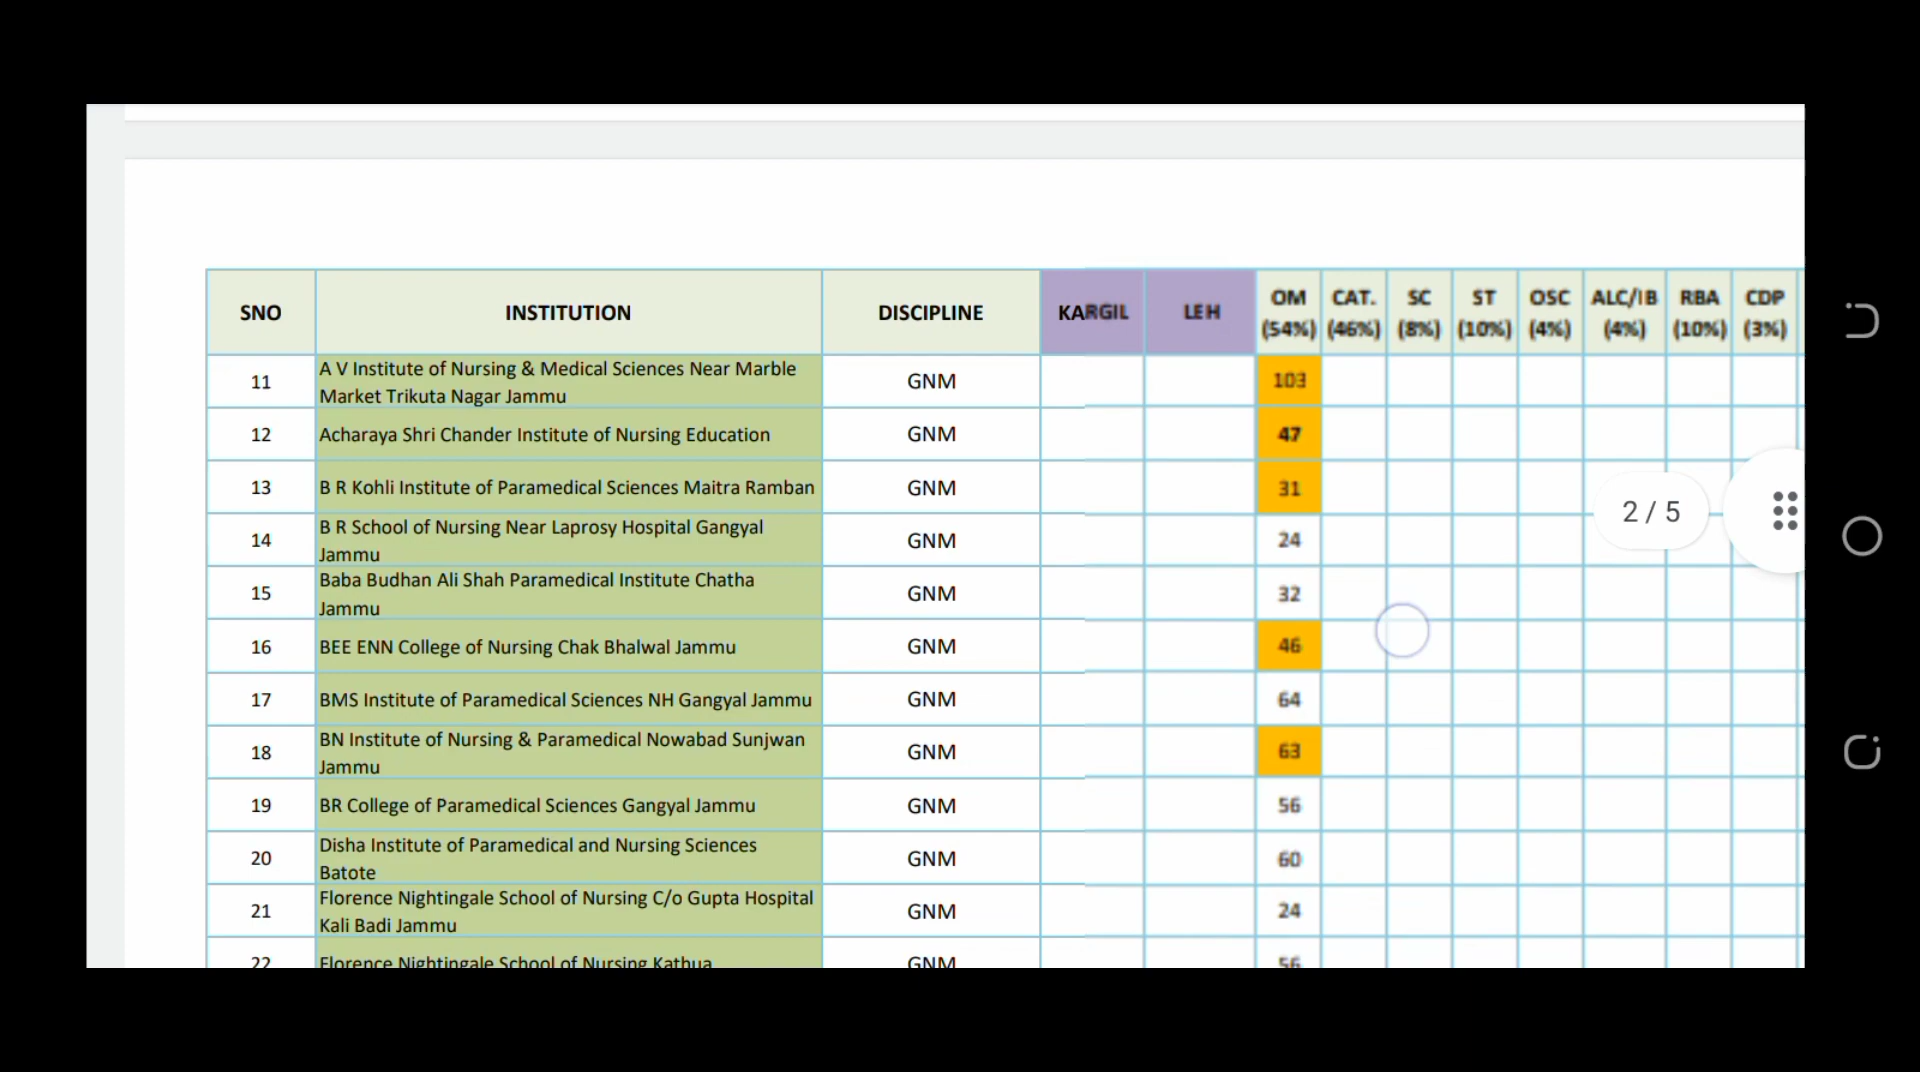 SNO INSTITUTION DISCIPLINE KARGIL LEH OM (54%) CAT. (46%) SC (8%) ST (10%) OSC (4%) ALC/IB (4%) RBA (10%) CDP (3%)
11 A V Institute of Nursing & Medical Sciences Near Marble
Market Trikuta Nagar Jammu GNM 103
12 Acharaya Shri Chander Institute of Nursing Education GNM 47
13 B R Kohli Institute of Paramedical Sciences Maitra Ramban GNM 31
14 B R School of Nursing Near Laprosy Hospital Gangyal
Jammu GNM 24
15 Baba Budhan Ali Shah Paramedical Institute Chatha
Jammu GNM 32
16 BEE ENN College of Nursing Chak Bhalwal Jammu GNM 46
17 BMS Institute of Paramedical Sciences NH Gangyal Jammu GNM 64
18 BN Institute of Nursing & Paramedical Nowabad Sunjwan
Jammu GNM 63
19 BR College of Paramedical Sciences Gangyal Jammu GNM 56
20 Disha Institute of Paramedical and Nursing Sciences
Batote GNM 60
21 Florence Nightingale School of Nursing C/o Gupta Hospital
Kali Badi Jammu GNM 24
22 Florence Nightingale School of Nursing Kathua GNM 56
2 / 5